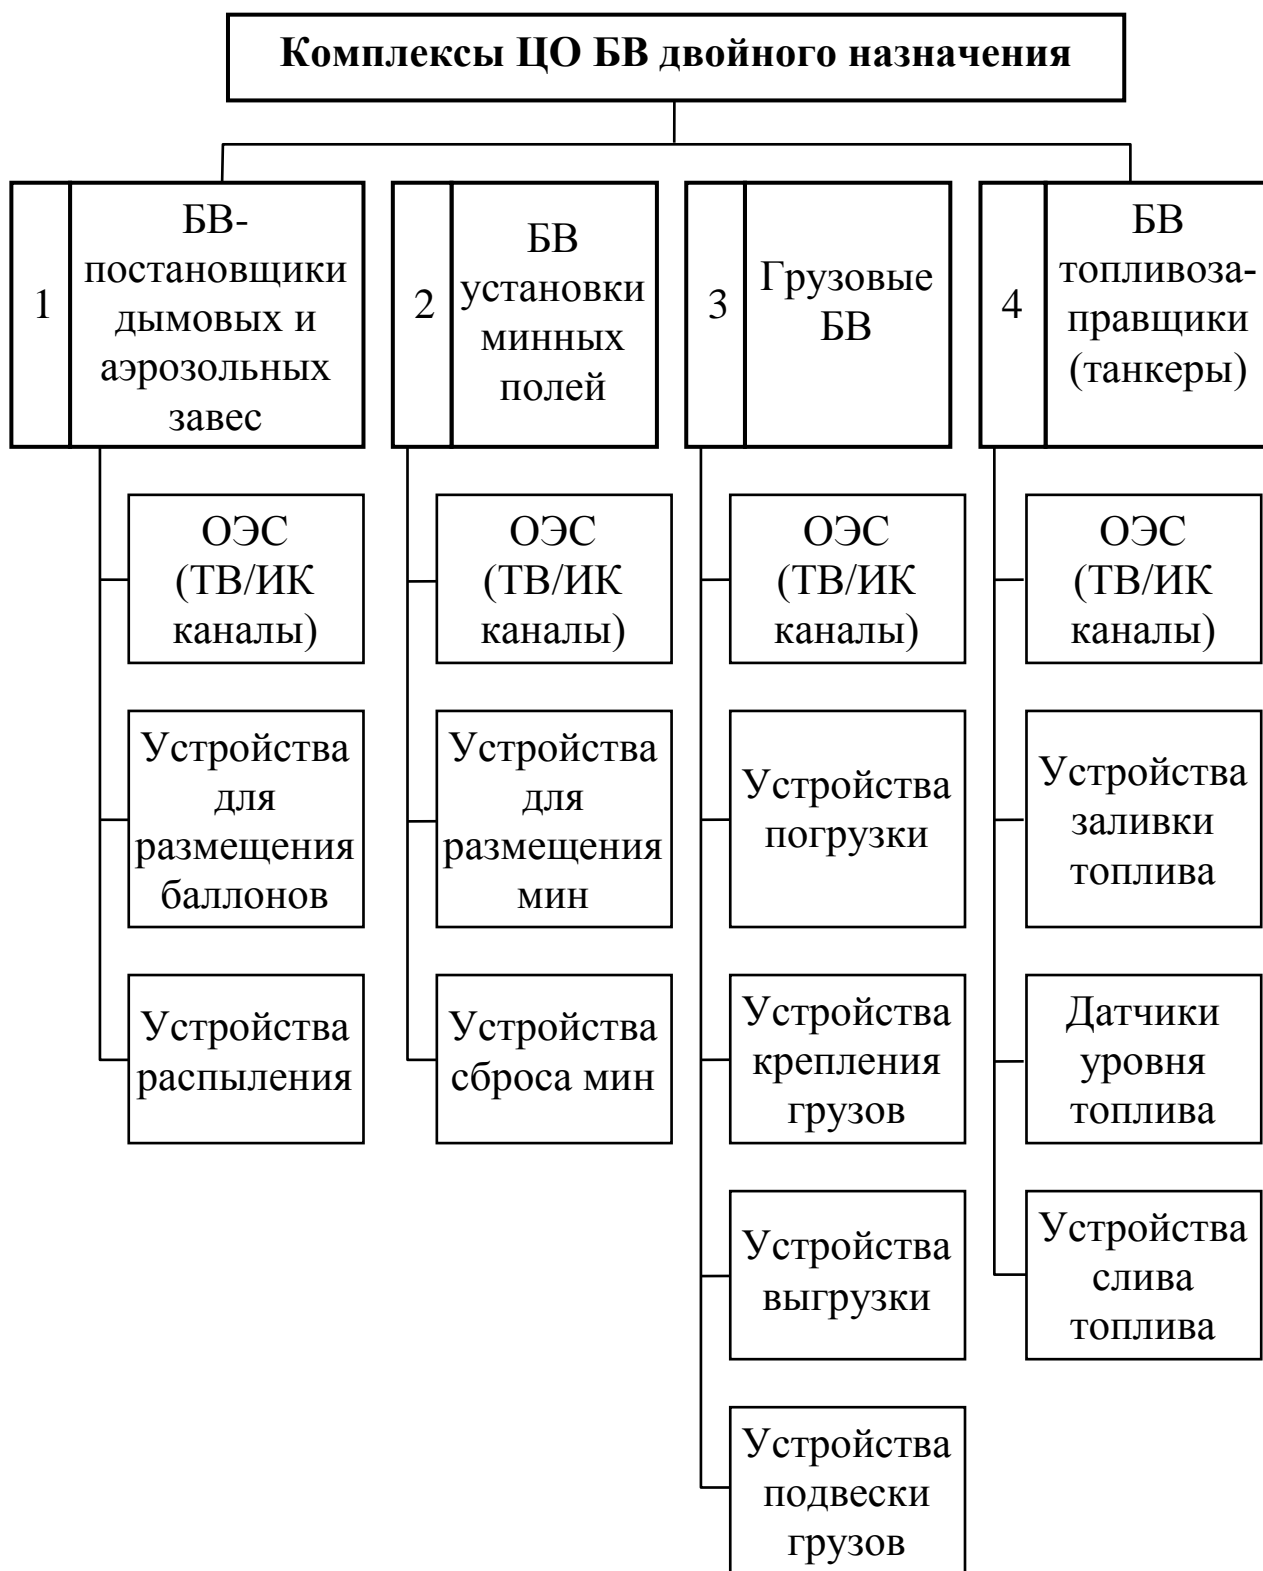 Комплексы ЦО БВ двойного назначения
1
БВ-
постановщики
дымовых и
аэрозольных
завес
2
БВ
установки
минных
полей
3
Грузовые
БВ
4
БВ
топливоза-
правщики
(танкеры)
ОЭС
(ТВ/ИК
каналы)
Устройства
для
размещения
баллонов
Устройства
распыления
ОЭС
(ТВ/ИК
каналы)
Устройства
для
размещения
мин
Устройства
сброса мин
ОЭС
(ТВ/ИК
каналы)
Устройства
погрузки
Устройства
крепления
грузов
Устройства
выгрузки
Устройства
подвески
грузов
ОЭС
(ТВ/ИК
каналы)
Устройства
заливки
топлива
Датчики
уровня
топлива
Устройства
слива
топлива